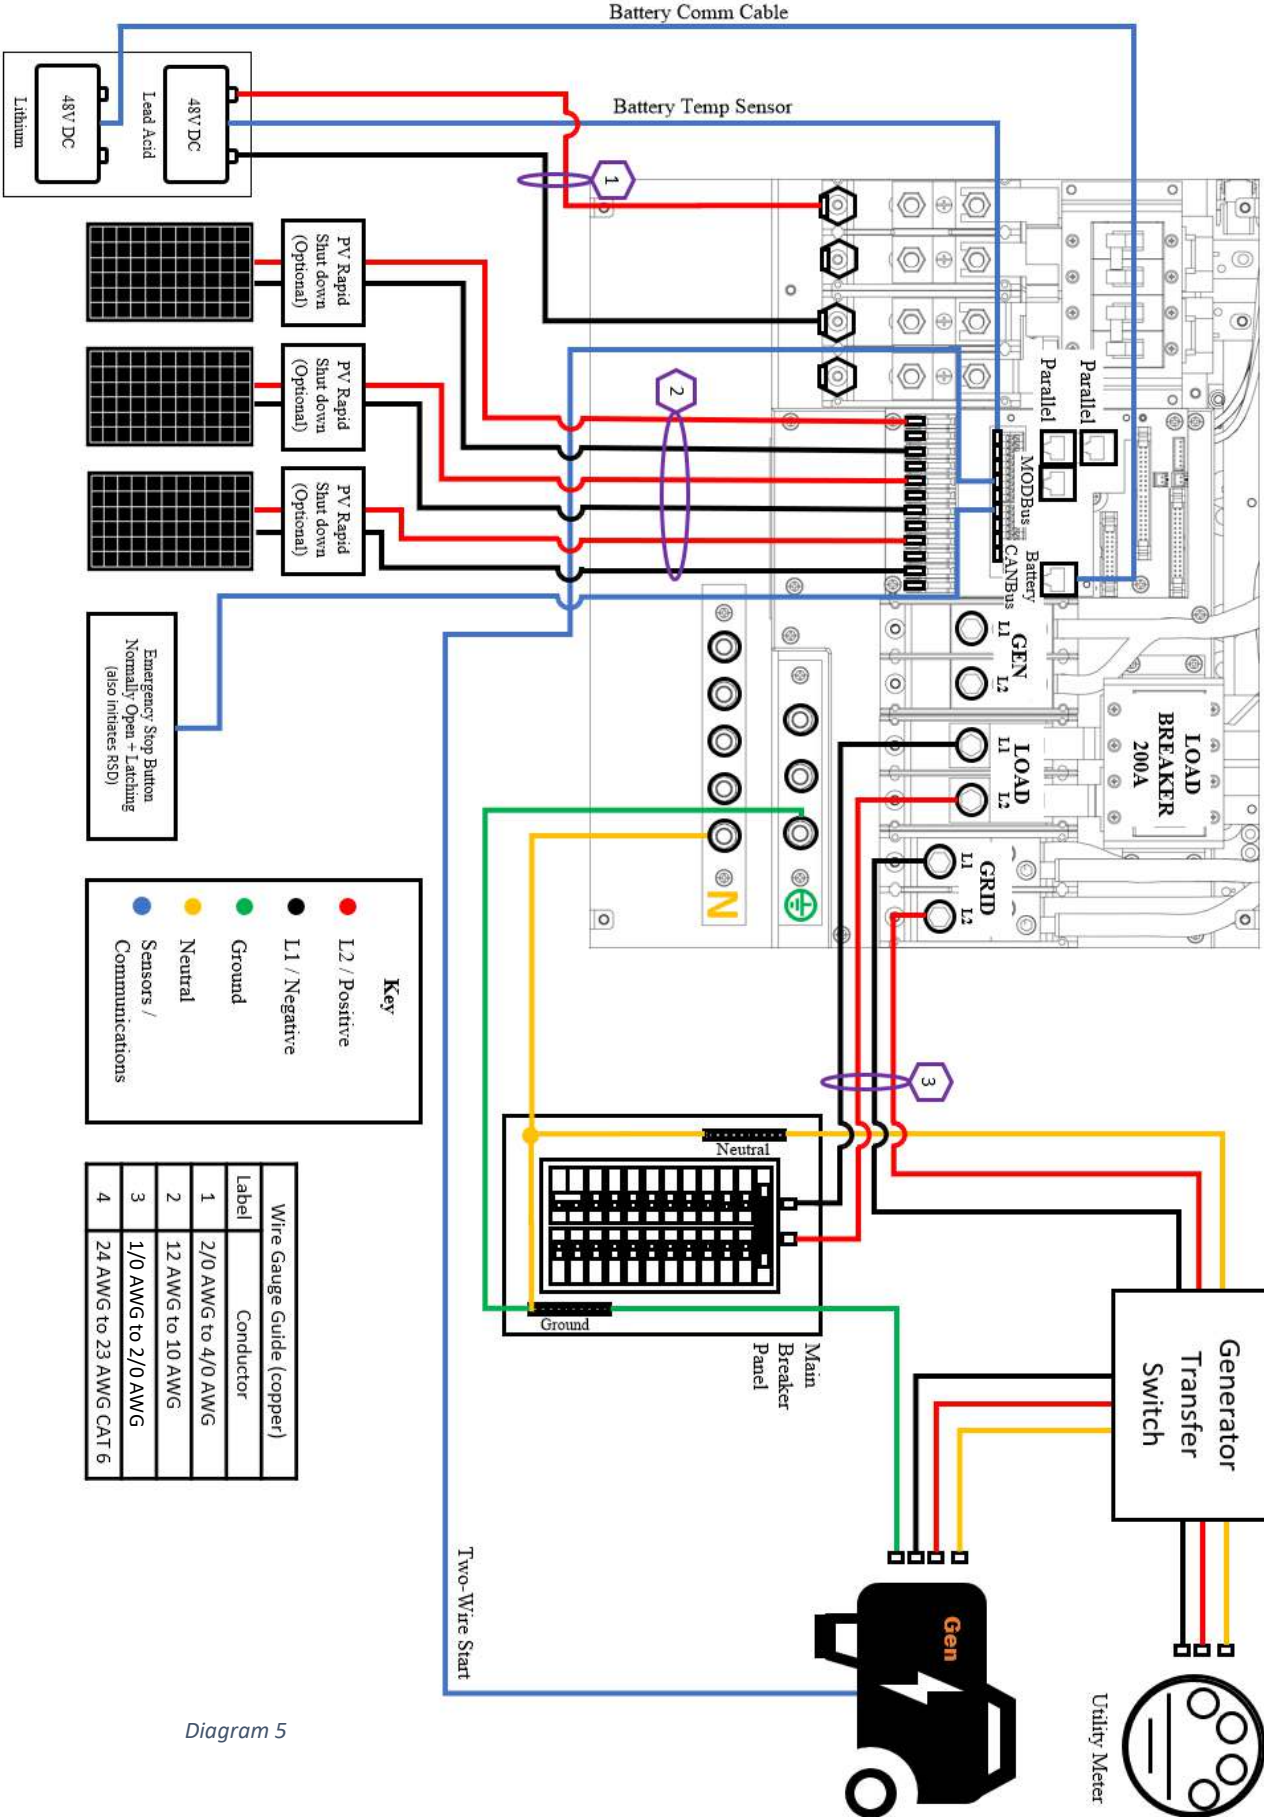 Battery Comm Cable
Battery Temp Sensor
48V DC
Lithium
48V DC
Lead Acid
1
PV Rapid
Shut down
(Optional)
PV Rapid
Shut down
(Optional)
PV Rapid
Shut down
(Optional)
2
Parallel
Parallel
MODBus
Battery
CANBus
L1
GEN
L2
L1
LOAD
L2
LOAD
BREAKER
200A
L1
GRID
L2
N
Emergency Stop Button
Normally Open + Latching
(also initiates RSD)
Key
L2 / Positive
L1 / Negative
Ground
Neutral
Sensors /
Communications
3
Neutral
Ground
Main
Breaker
Panel
Generator
Transfer
Switch
Gen
Utility Meter
Two-Wire Start
Wire Gauge Guide (copper)
Label Conductor
1 2/0 AWG to 4/0 AWG
2 12 AWG to 10 AWG
3 1/0 AWG to 2/0 AWG
4 24 AWG to 23 AWG CAT 6
Diagram 5